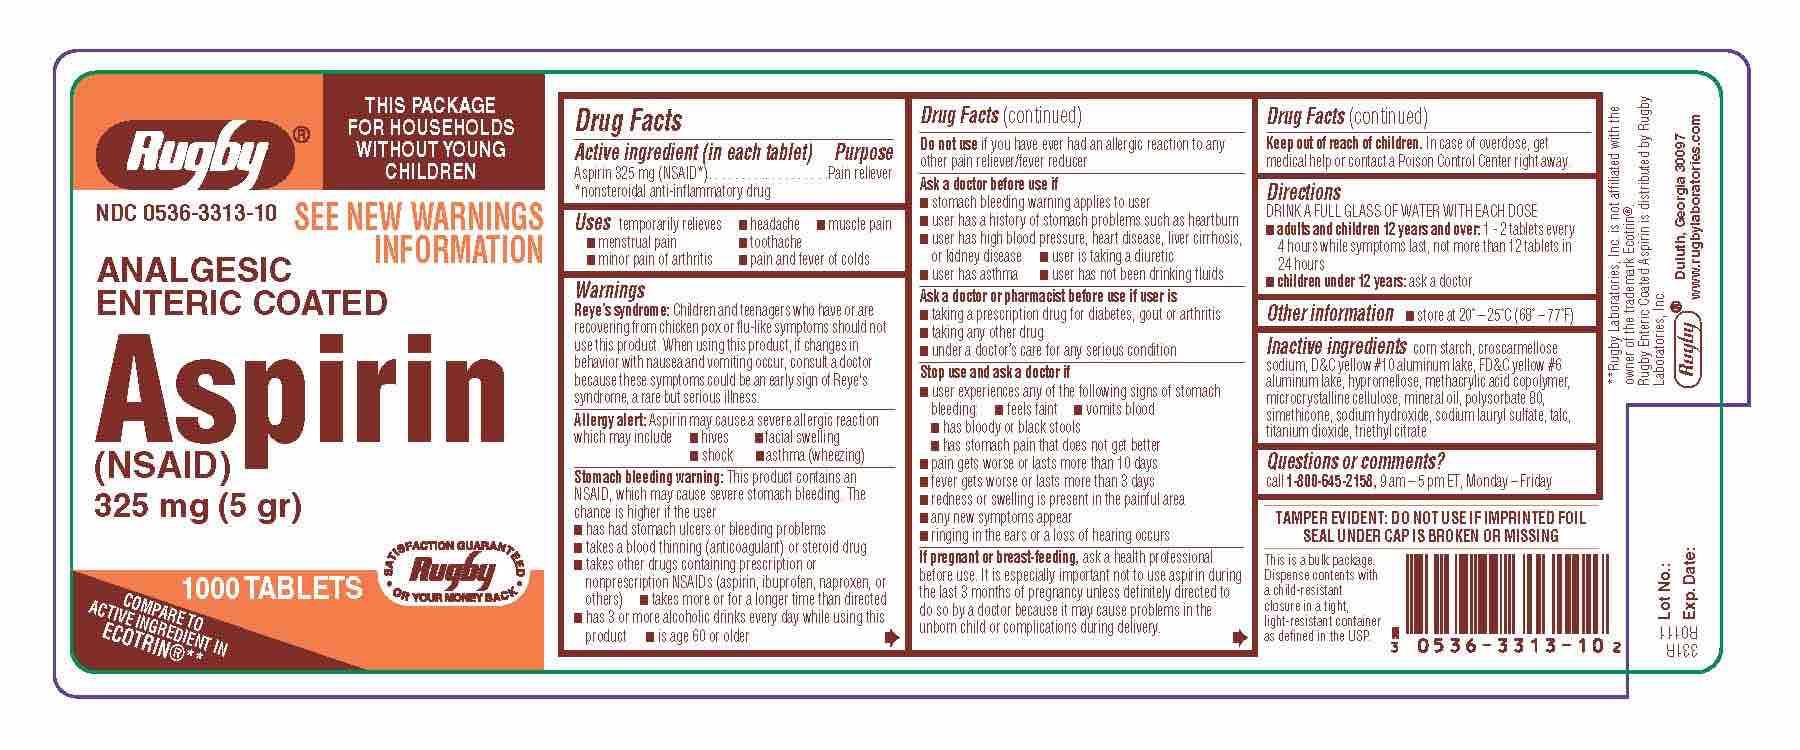 Rugby®
THIS PACKAGE
FOR HOUSEHOLDS
WITHOUT YOUNG
CHILDREN
NDC 0536-3313-10
SEE NEW WARNINGS
INFORMATION
ANALGESIC
ENTERIC COATED
Aspirin
(NSAID)
325 mg (5 gr)
1000 TABLETS
SATISFACTION GUARANTEED
Rugby
OR YOUR MONEY BACK
COMPARE TO
ACTIVE INGREDIENT IN
ECOTRIN®**
Drug Facts
Active ingredient (in each tablet) Purpose
Aspirin 325 mg (NSAID*)....................Pain reliever
*nonsteroidal anti-inflammatory drug
Uses temporarily relieves ■ headache ■ muscle pain
■ menstrual pain ■ toothache
■ minor pain of arthritis ■ pain and fever of colds
Warnings
Reye's syndrome: Children and teenagers who have or are
recovering from chicken pox or flu-like symptoms should not
use this product. When using this product, if changes in
behavior with nausea and vomiting occur, consult a doctor
because these symptoms could be an early sign of Reye's
syndrome, a rare but serious illness.
Allergy alert: Aspirin may cause a severe allergic reaction
which may include ■ hives ■ facial swelling
■ shock ■ asthma (wheezing)
Stomach bleeding warning: This product contains an
NSAID, which may cause severe stomach bleeding. The
chance is higher if the user
■ has had stomach ulcers or bleeding problems
■ takes a blood thinning (anticoagulant) or steroid drug
■ takes other drugs containing prescription or
nonprescription NSAIDs (aspirin, ibuprofen, naproxen, or
others) ■ takes more or for a longer time than directed
■ has 3 or more alcoholic drinks every day while using this
product ■ is age 60 or older
Drug Facts (continued)
Do not use if you have ever had an allergic reaction to any
other pain reliever/fever reducer
Ask a doctor before use if
■ stomach bleeding warning applies to user
■ user has a history of stomach problems such as heartburn
■ user has high blood pressure, heart disease, liver cirrhosis,
or kidney disease ■ user is taking a diuretic
■ user has asthma ■ user has not been drinking fluids
Ask a doctor or pharmacist before use if user is
■ taking a prescription drug for diabetes, gout or arthritis
■ taking any other drug
■ under a doctor's care for any serious condition
Stop use and ask a doctor if
■ user experiences any of the following signs of stomach
bleeding: ■ feels faint ■ vomits blood
■ has bloody or black stools
■ has stomach pain that does not get better
■ pain gets worse or lasts more than 10 days
■ fever gets worse or lasts more than 3 days
■ redness or swelling is present in the painful area
■ any new symptoms appear
■ ringing in the ears or a loss of hearing occurs
If pregnant or breast-feeding, ask a health professional
before use. It is especially important not to use aspirin during
the last 3 months of pregnancy unless definitely directed to
do so by a doctor because it may cause problems in the
unborn child or complications during delivery.
Drug Facts (continued)
Keep out of reach of children. In case of overdose, get
medical help or contact a Poison Control Center right away.
Directions
DRINK A FULL GLASS OF WATER WITH EACH DOSE
■ adults and children 12 years and over: 1 - 2 tablets every
4 hours while symptoms last, not more than 12 tablets in
24 hours
■ children under 12 years: ask a doctor
Other information ■ store at 20° – 25°C (68° – 77°F)
Inactive ingredients corn starch, croscarmellose
sodium, D&C yellow #10 aluminum lake, FD&C yellow #6
aluminum lake, hypromellose, methacrylic acid copolymer,
microcrystalline cellulose, mineral oil, polysorbate 80,
simethicone, sodium hydroxide, sodium lauryl sulfate, talc,
titanium dioxide, triethyl citrate
Questions or comments?
call 1-800-645-2158, 9 am – 5 pm ET, Monday – Friday
TAMPER EVIDENT: DO NOT USE IF IMPRINTED FOIL
SEAL UNDER CAP IS BROKEN OR MISSING
This is a bulk package.
Dispense contents with
a child-resistant
closure in a tight,
light-resistant container
as defined in the USP.
3 0536-3313-10 2
**Rugby Laboratories, Inc. is not affiliated with the
owner of the trademark Ecotrin®.
Rugby Enteric Coated Aspirin is distributed by Rugby
Laboratories, Inc.
Rugby® Duluth, Georgia 30097
www.rugbylaboratories.com
Lot No.:
Exp. Date:
331R
R0111